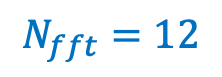 N_fft = 12